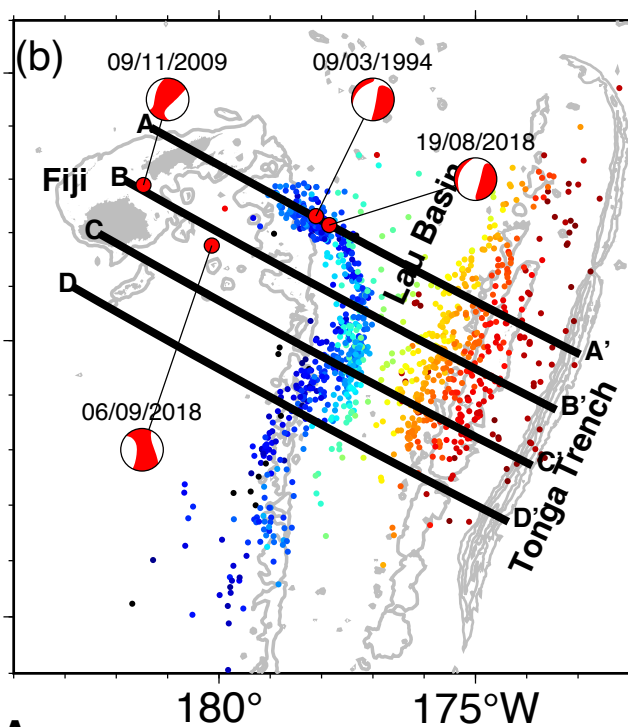 (b)
09/11/2009
09/03/1994
19/08/2018
A
Fiji
B
C
D
Lau Basin
06/09/2018
A'
B'
C'
D'
Tonga Trench
180°
175°W